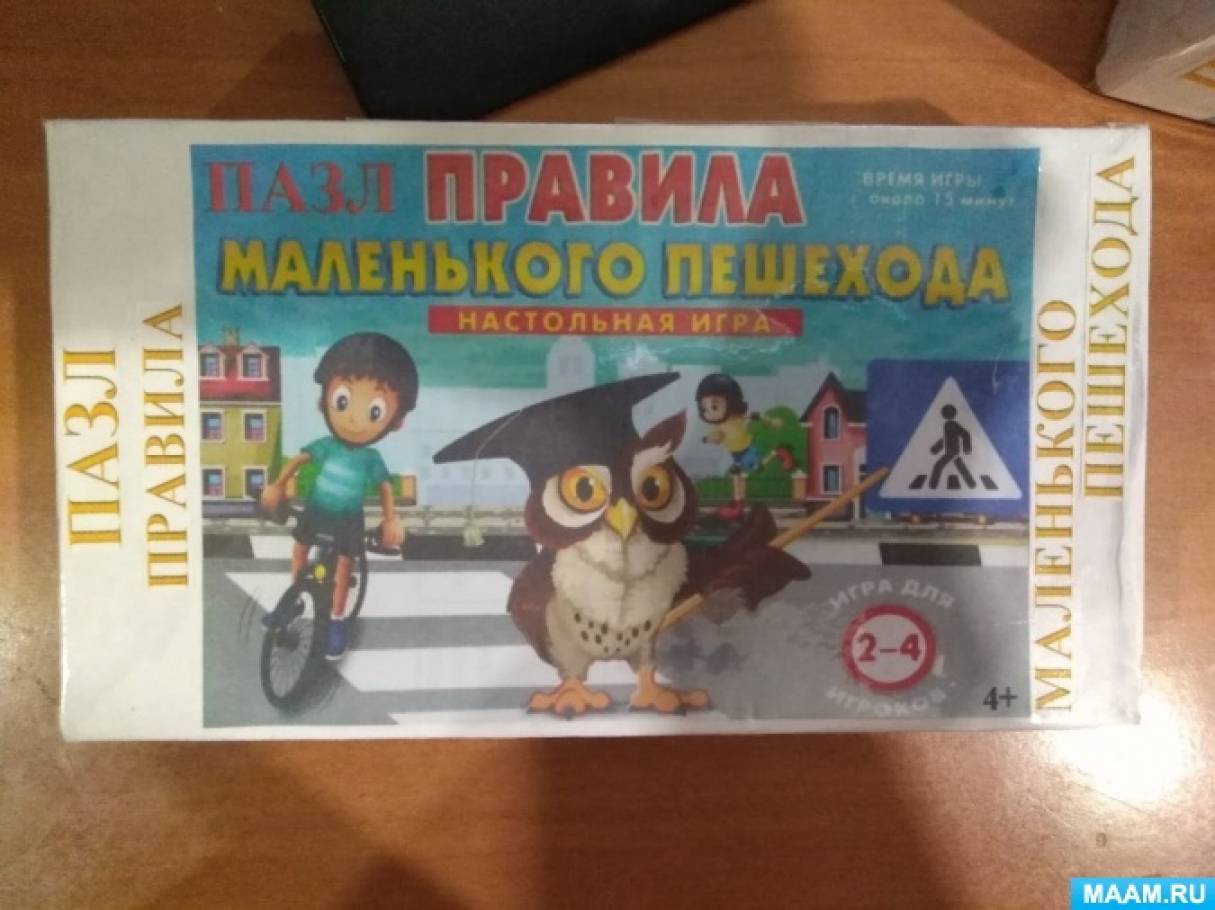 ПАЗЛ
ПРАВИЛА
ПАЗЛ ПРАВИЛА
МАЛЕНЬКОГО ПЕШЕХОДА
НАСТОЛЬНАЯ ИГРА
ВРЕМЯ ИГРЫ
около 15 минут
ИГРА ДЛЯ
2–4
ИГРОКОВ
4+
МАЛЕНЬКОГО
ПЕШЕХОДА
MAAM.RU